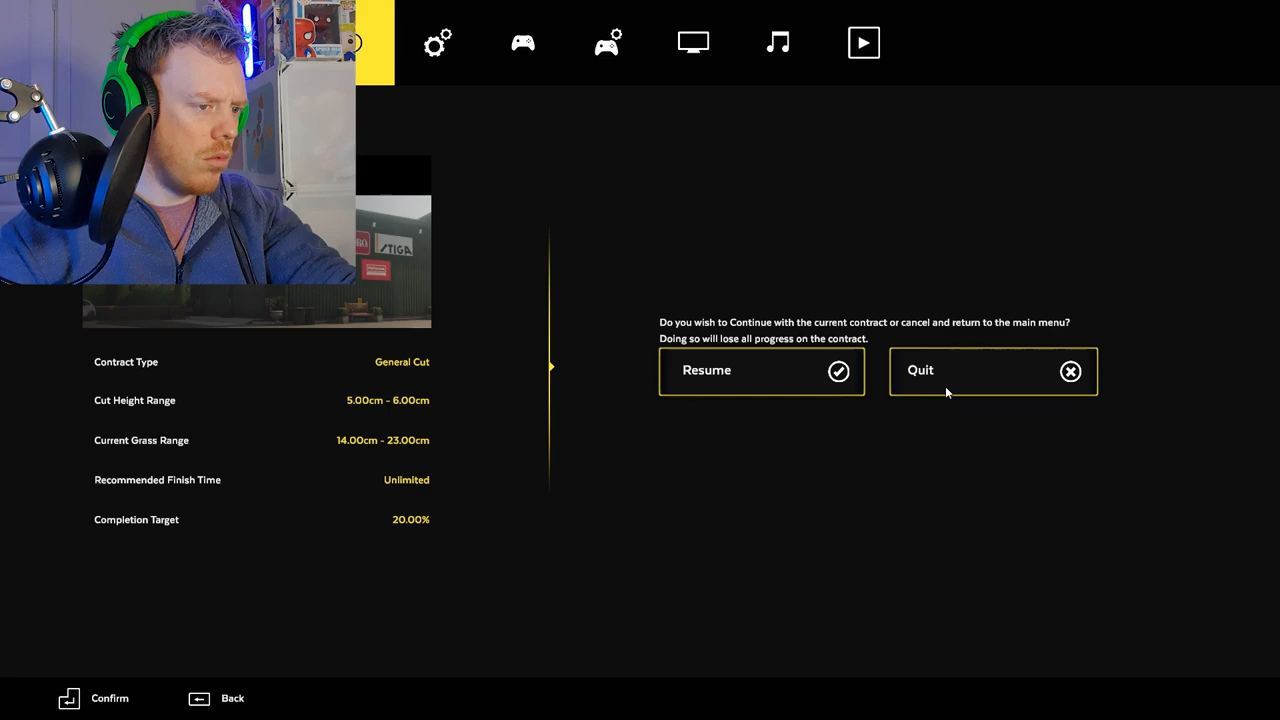 STIGA
Do you wish to Continue with the current contract or cancel and return to the main menu?
Doing so will lose all progress on the contract.
Resume
Quit
Contract Type
General Cut
Cut Height Range
5.00cm - 6.00cm
Current Grass Range
14.00cm - 23.00cm
Recommended Finish Time
Unlimited
Completion Target
20.00%
Confirm
Back